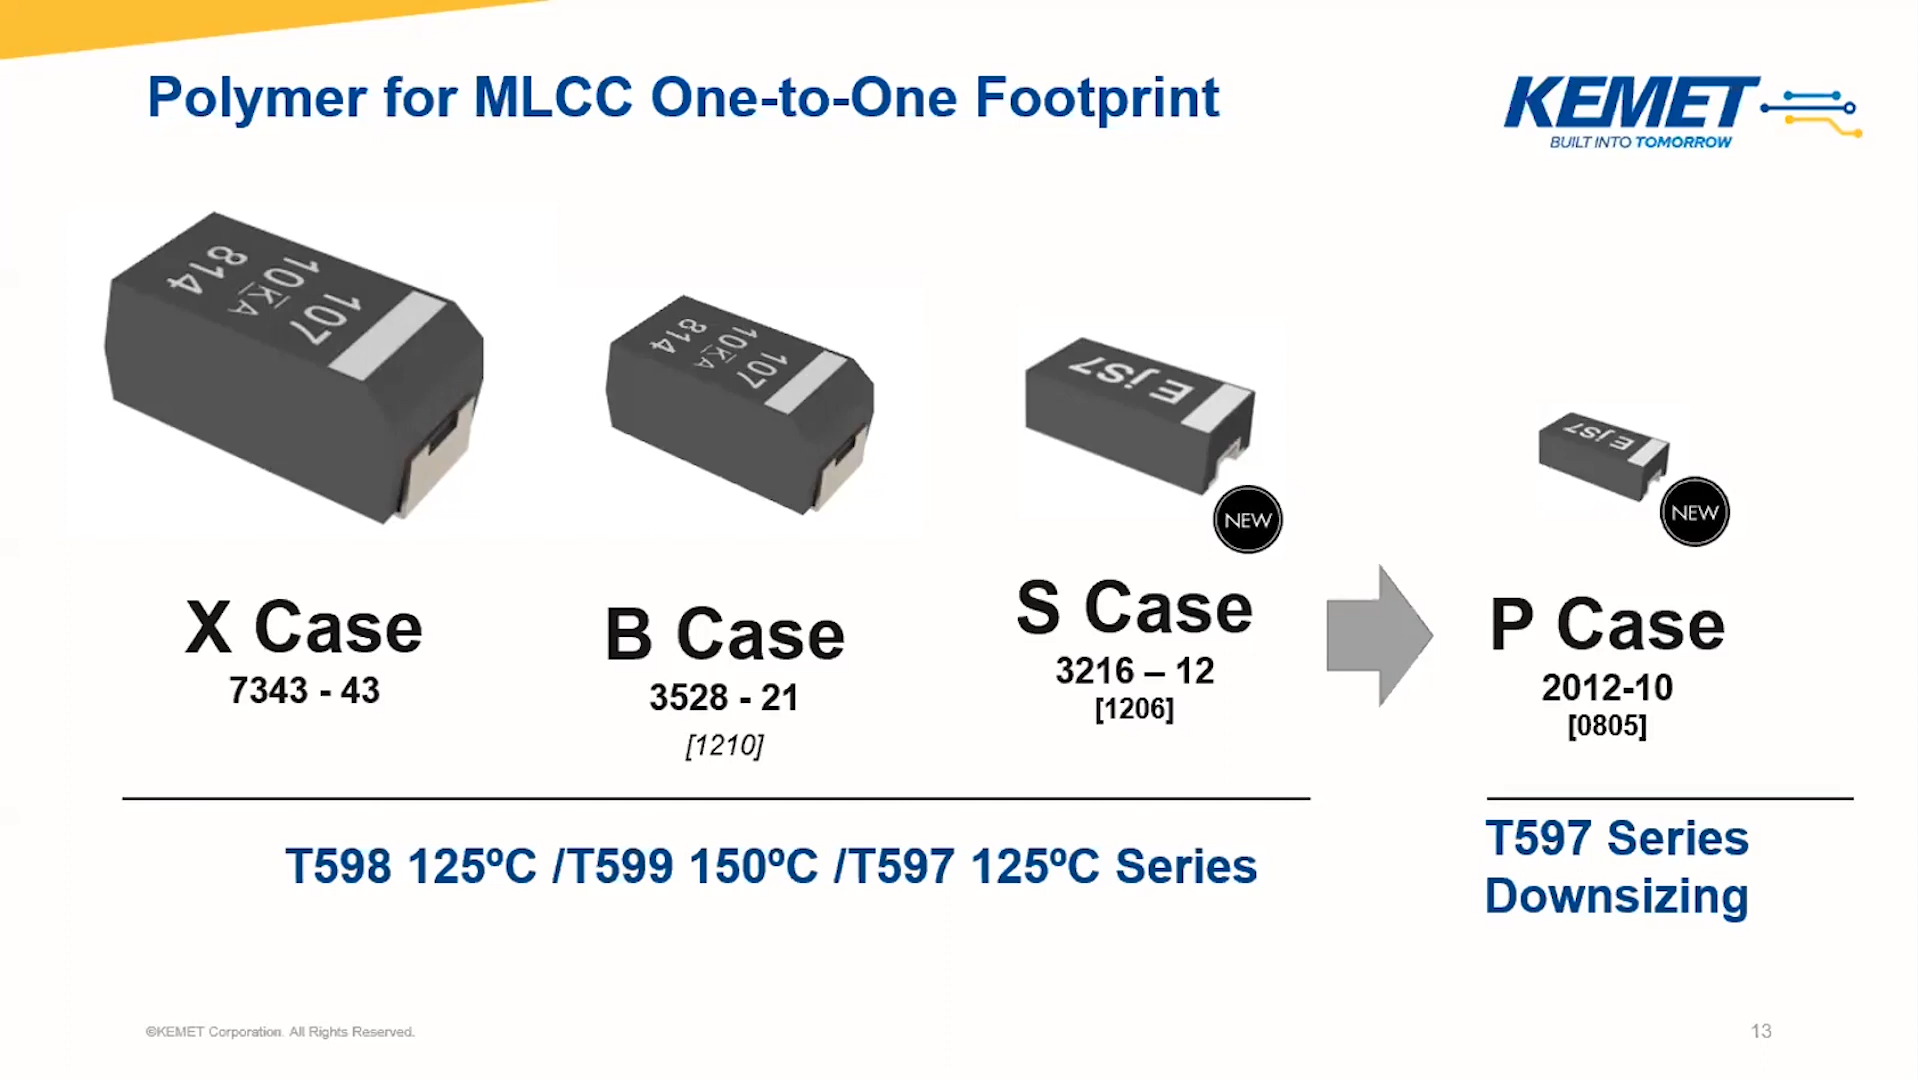 Polymer for MLCC One-to-One Footprint
KEMET
BUILT INTO TOMORROW
107
10KA
814
107
10KA
814
EjS7
NEW
EjS7
NEW
X Case
7343 - 43
B Case
3528 - 21
[1210]
S Case
3216 – 12
[1206]
P Case
2012-10
[0805]
T598 125ºC /T599 150ºC /T597 125ºC Series
T597 Series
Downsizing
©KEMET Corporation. All Rights Reserved.
13